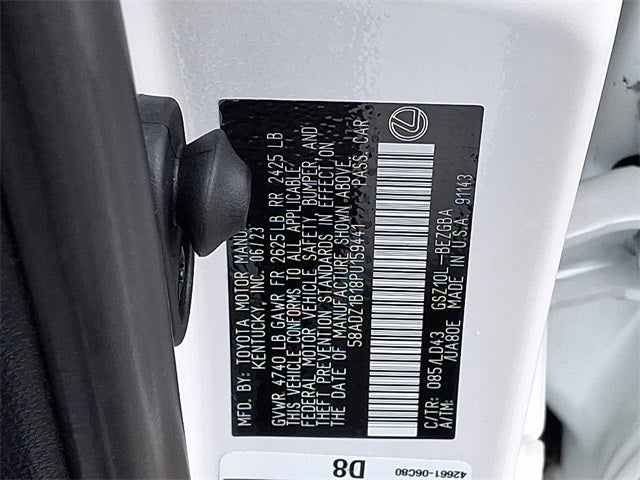 MFD. BY: TOYOTA MOTOR MANU.
KENTUCKY, INC. 06/23
GVWR 4740 LB GAWR FR 2625 LB RR 2425 LB
THIS VEHICLE CONFORMS TO ALL APPLICABLE
FEDERAL MOTOR VEHICLE SAFETY, BUMPER, AND
THEFT PREVENTION STANDARDS IN EFFECT ON
THE DATE OF MANUFACTURE SHOWN ABOVE.
58ADZ1B18PU159441 PASS. CAR
C/TR: 085/LD43 GSZ10L-BEZGBA
A/TM: /UA80E MADE IN U.S.A. 91143
D8
42661-06C80